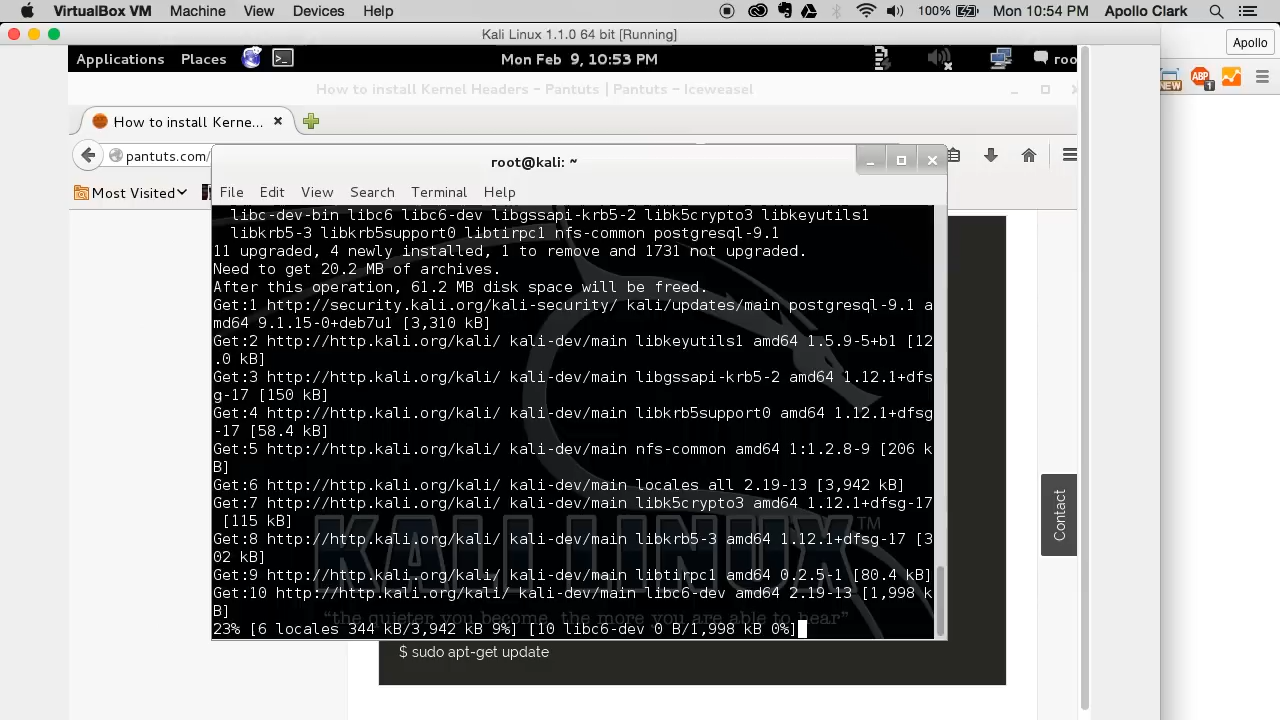 VirtualBox VM Machine View Devices Help 100% Mon 10:54 PM Apollo Clark
Kali Linux 1.1.0 64 bit [Running]
Apollo
Applications Places Mon Feb 9, 10:53 PM roo
NEW ABP 1
How to install Kernel Headers – Pantuts | Pantuts – Iceweasel
How to install Kerne...
pantuts.com/
root@kali: ~
Most Visited
File Edit View Search Terminal Help
libc-dev-bin libc6 libc6-dev libgssapi-krb5-2 libk5crypto3 libkeyutils1
libkrb5-3 libkrb5support0 libtirpc1 nfs-common postgresql-9.1
11 upgraded, 4 newly installed, 1 to remove and 1731 not upgraded.
Need to get 20.2 MB of archives.
After this operation, 61.2 MB disk space will be freed.
Get:1 http://security.kali.org/kali-security/ kali/updates/main postgresql-9.1 a
md64 9.1.15-0+deb7u1 [3,310 kB]
Get:2 http://http.kali.org/kali/ kali-dev/main libkeyutils1 amd64 1.5.9-5+b1 [12
.0 kB]
Get:3 http://http.kali.org/kali/ kali-dev/main libgssapi-krb5-2 amd64 1.12.1+dfs
g-17 [150 kB]
Get:4 http://http.kali.org/kali/ kali-dev/main libkrb5support0 amd64 1.12.1+dfsg
-17 [58.4 kB]
Get:5 http://http.kali.org/kali/ kali-dev/main nfs-common amd64 1:1.2.8-9 [206 k
B]
Get:6 http://http.kali.org/kali/ kali-dev/main locales all 2.19-13 [3,942 kB]
Get:7 http://http.kali.org/kali/ kali-dev/main libk5crypto3 amd64 1.12.1+dfsg-17
[115 kB]
Get:8 http://http.kali.org/kali/ kali-dev/main libkrb5-3 amd64 1.12.1+dfsg-17 [3
02 kB]
Get:9 http://http.kali.org/kali/ kali-dev/main libtirpc1 amd64 0.2.5-1 [80.4 kB]
Get:10 http://http.kali.org/kali/ kali-dev/main libc6-dev amd64 2.19-13 [1,998 k
B]
23% [6 locales 344 kB/3,942 kB 9%] [10 libc6-dev 0 B/1,998 kB 0%]
KALI LINUX™
“the quieter you become, the more you are able to hear”
Contact
$ sudo apt-get update